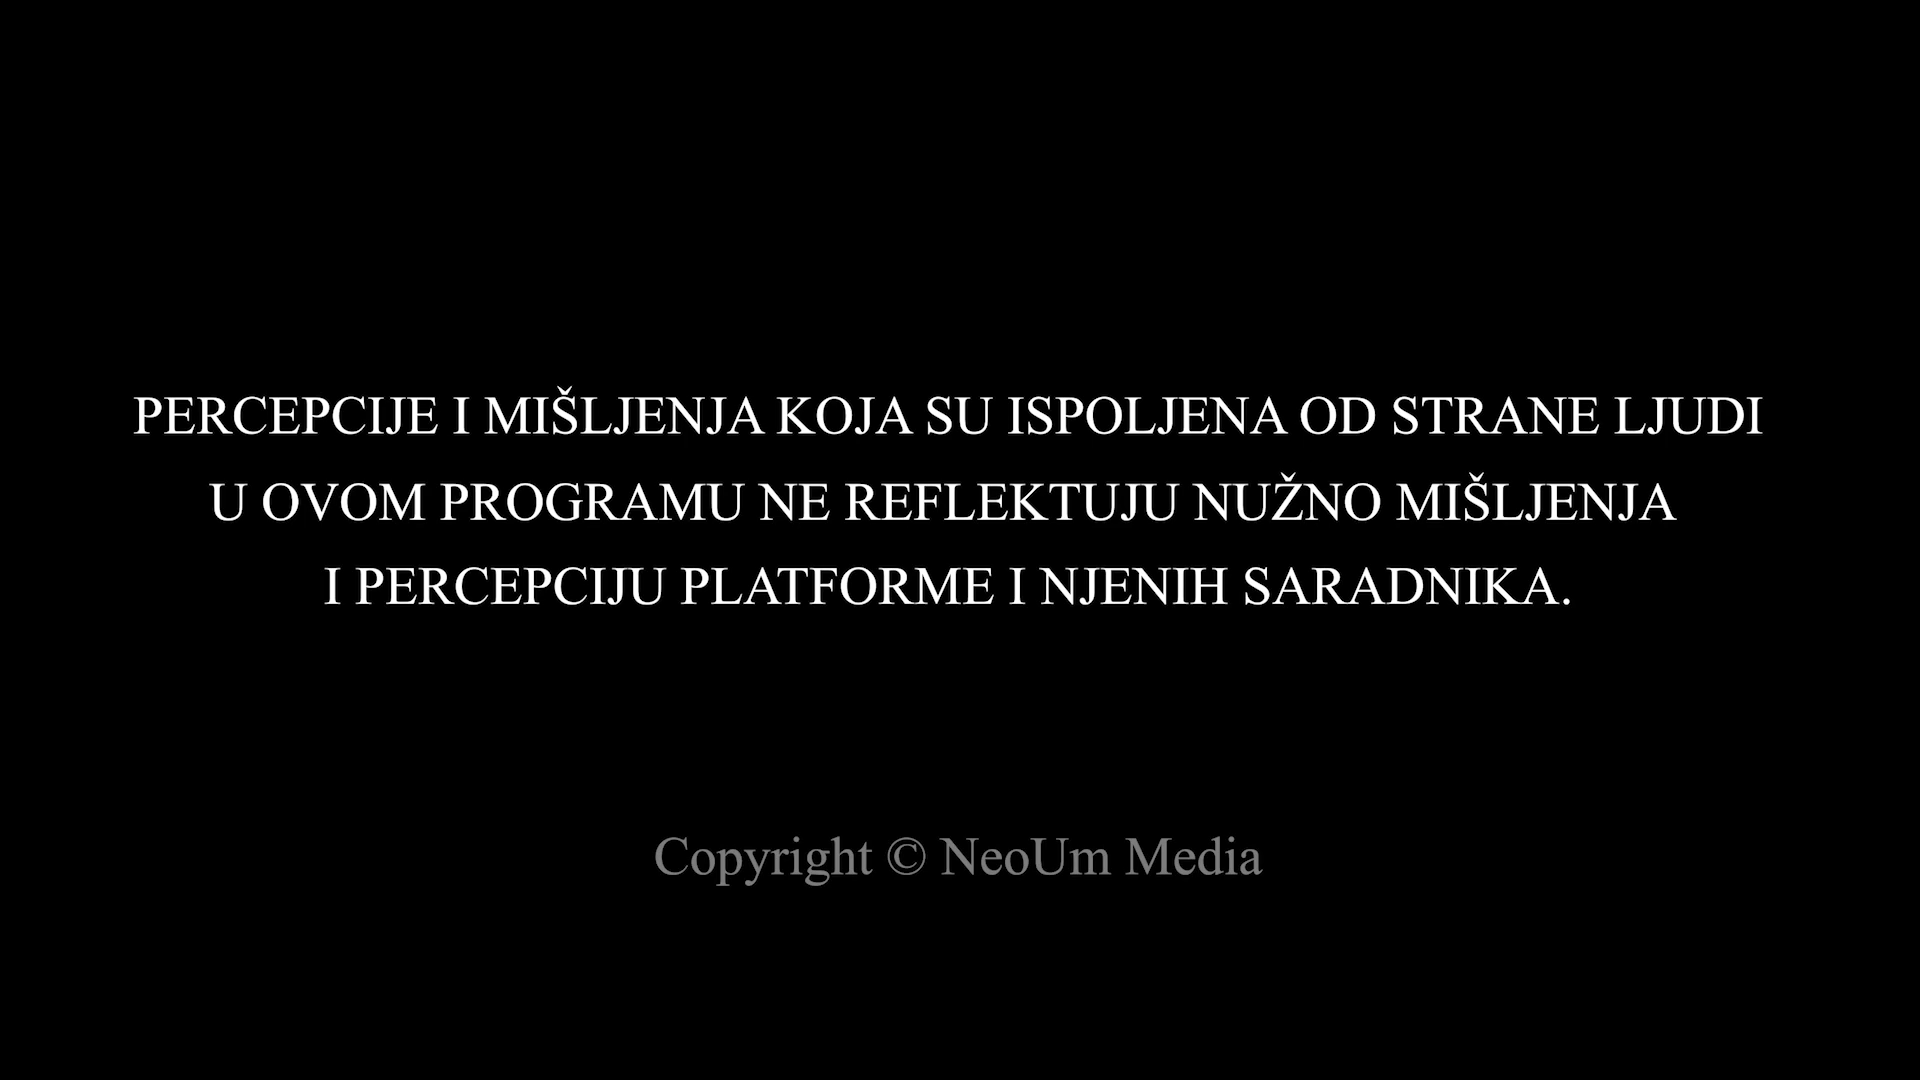 PERCEPCIJE I MIŠLJENJA KOJA SU ISPOLJENA OD STRANE LJUDI
U OVOM PROGRAMU NE REFLEKTUJU NUŽNO MIŠLJENJA
I PERCEPCIJU PLATFORME I NJENIH SARADNIKA.
Copyright © NeoUm Media